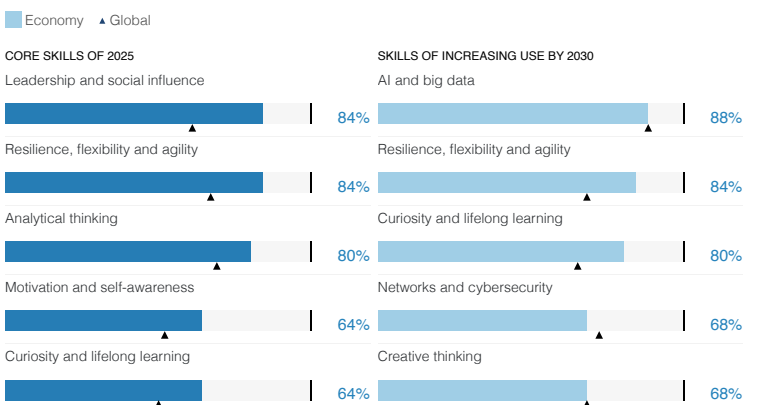 Economy Global
CORE SKILLS OF 2025
Leadership and social influence
84%
Resilience, flexibility and agility
84%
Analytical thinking
80%
Motivation and self-awareness
64%
Curiosity and lifelong learning
64%
SKILLS OF INCREASING USE BY 2030
AI and big data
88%
Resilience, flexibility and agility
84%
Curiosity and lifelong learning
80%
Networks and cybersecurity
68%
Creative thinking
68%